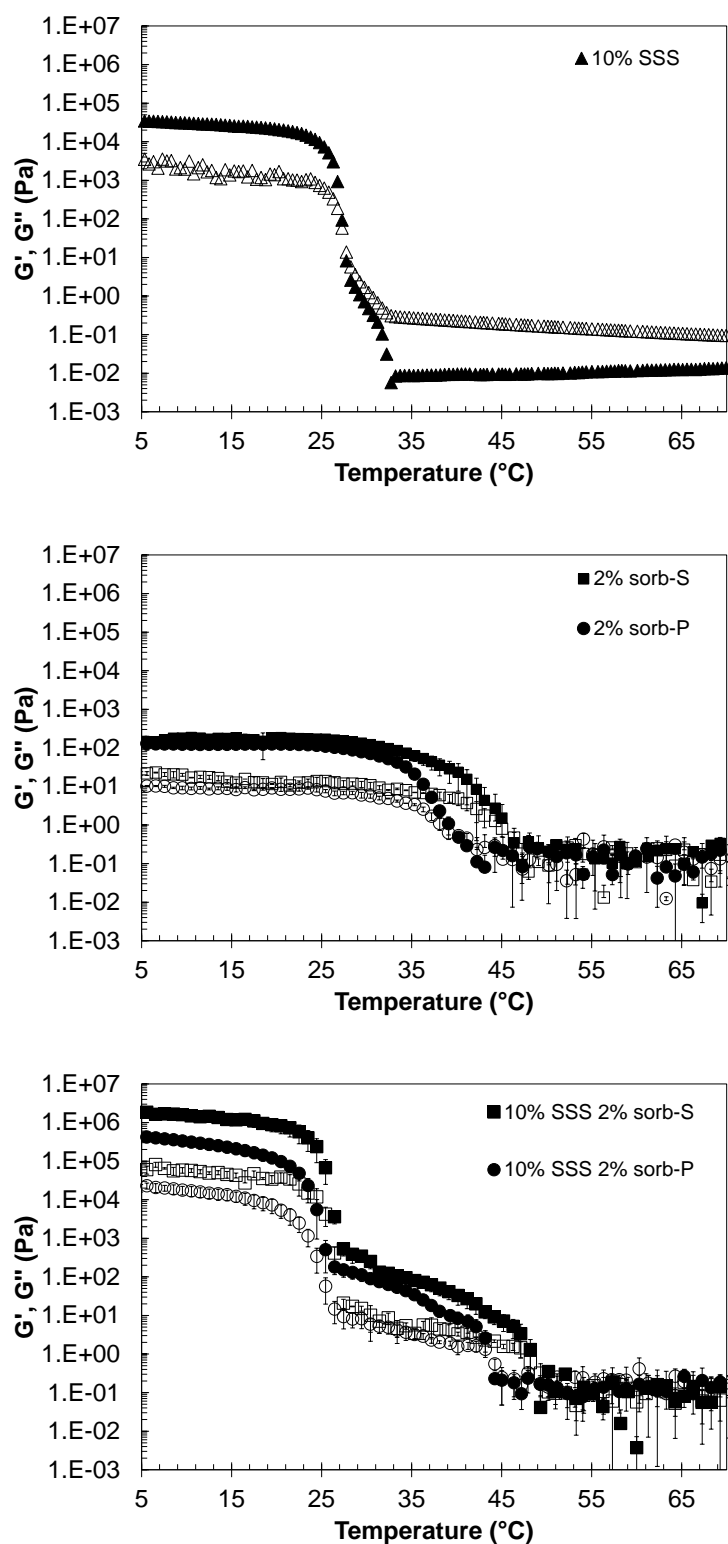 1.E+07
1.E+06
1.E+05
1.E+04
1.E+03
1.E+02
1.E+01
1.E+00
1.E-01
1.E-02
1.E-03
G', G" (Pa)
10% SSS
5 15 25 35 45 55 65
Temperature (°C)
1.E+07
1.E+06
1.E+05
1.E+04
1.E+03
1.E+02
1.E+01
1.E+00
1.E-01
1.E-02
1.E-03
G', G" (Pa)
2% sorb-S
2% sorb-P
5 15 25 35 45 55 65
Temperature (°C)
1.E+07
1.E+06
1.E+05
1.E+04
1.E+03
1.E+02
1.E+01
1.E+00
1.E-01
1.E-02
1.E-03
G', G" (Pa)
10% SSS 2% sorb-S
10% SSS 2% sorb-P
5 15 25 35 45 55 65
Temperature (°C)